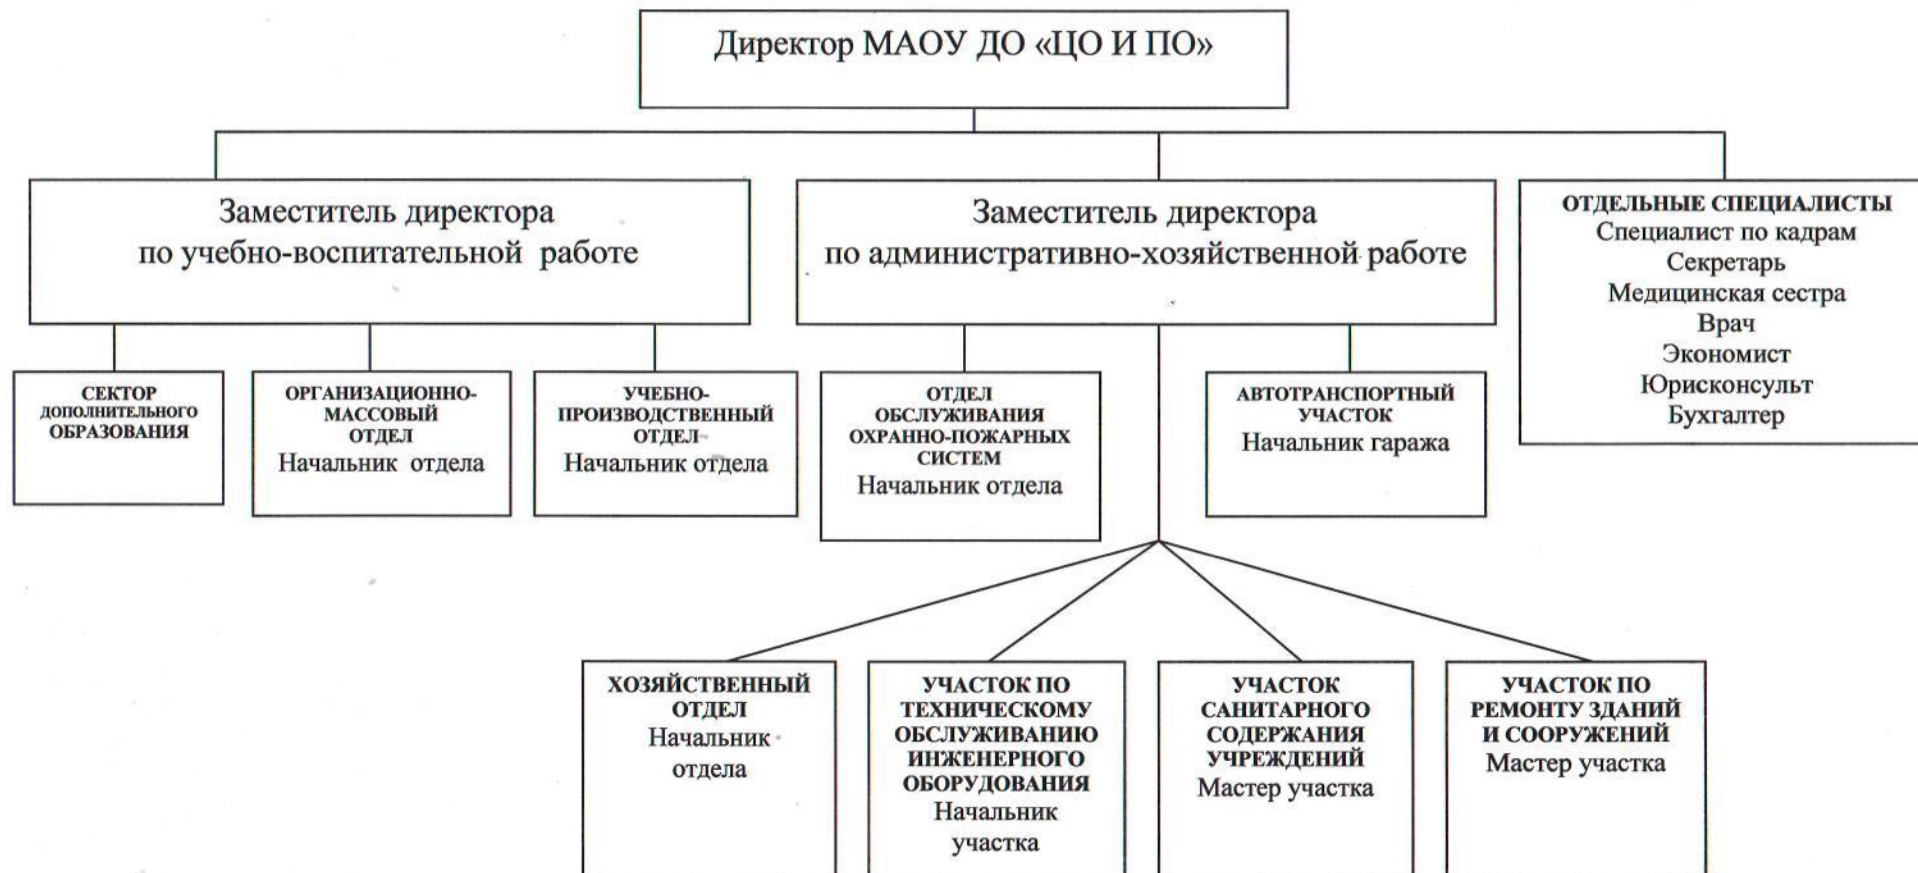 Директор МАОУ ДО «ЦО И ПО»
Заместитель директора
по учебно-воспитательной работе
Заместитель директора
по административно-хозяйственной работе
ОТДЕЛЬНЫЕ СПЕЦИАЛИСТЫ
Специалист по кадрам
Секретарь
Медицинская сестра
Врач
Экономист
Юрисконсульт
Бухгалтер
СЕКТОР
ДОПОЛНИТЕЛЬНОГО
ОБРАЗОВАНИЯ
ОРГАНИЗАЦИОННО-
МАССОВЫЙ
ОТДЕЛ
Начальник отдела
УЧЕБНО-
ПРОИЗВОДСТВЕННЫЙ
ОТДЕЛ
Начальник отдела
ОТДЕЛ
ОБСЛУЖИВАНИЯ
ОХРАННО-ПОЖАРНЫХ
СИСТЕМ
Начальник отдела
АВТОТРАНСПОРТНЫЙ
УЧАСТОК
Начальник гаража
ХОЗЯЙСТВЕННЫЙ
ОТДЕЛ
Начальник
отдела
УЧАСТОК ПО
ТЕХНИЧЕСКОМУ
ОБСЛУЖИВАНИЮ
ИНЖЕНЕРНОГО
ОБОРУДОВАНИЯ
Начальник
участка
УЧАСТОК
САНИТАРНОГО
СОДЕРЖАНИЯ
УЧРЕЖДЕНИЙ
Мастер участка
УЧАСТОК ПО
РЕМОНТУ ЗДАНИЙ
И СООРУЖЕНИЙ
Мастер участка